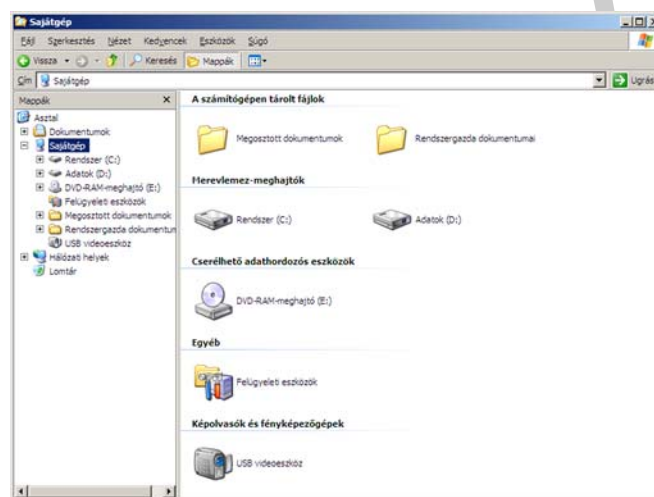 Sajátgép
Fájl Szerkesztés Nézet Kedvencek Eszközök Súgó
Vissza Keresés Mappák
Cím Sajátgép Ugrás
Mappák
Asztal
Dokumentumok
Sajátgép
Rendszer (C:)
Adatok (D:)
DVD-RAM-meghajtó (E:)
Felügyeleti eszközök
Megosztott dokumentumok
Rendszergazda dokumentun
USB videoeszköz
Hálózati helyek
Lomtár
A számítógépen tárolt fájlok
Megosztott dokumentumok Rendszergazda dokumentumai
Merevlemez-meghajtók
Rendszer (C:) Adatok (D:)
Cserélhető adathordozós eszközök
DVD-RAM-meghajtó (E:)
Egyéb
Felügyeleti eszközök
Képolvasók és fényképezőgépek
USB videoeszköz